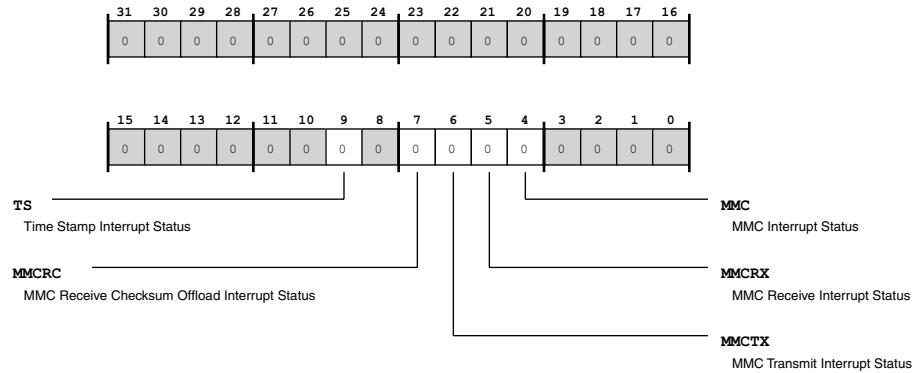 31 30 29 28 27 26 25 24 23 22 21 20 19 18 17 16
0 0 0 0 0 0 0 0 0 0 0 0 0 0 0 0
15 14 13 12 11 10 9 8 7 6 5 4 3 2 1 0
0 0 0 0 0 0 0 0 0 0 0 0 0 0 0 0
TS
Time Stamp Interrupt Status
MMC
MMC Interrupt Status
MMCRC
MMC Receive Checksum Offload Interrupt Status
MMCRX
MMC Receive Interrupt Status
MMCTX
MMC Transmit Interrupt Status